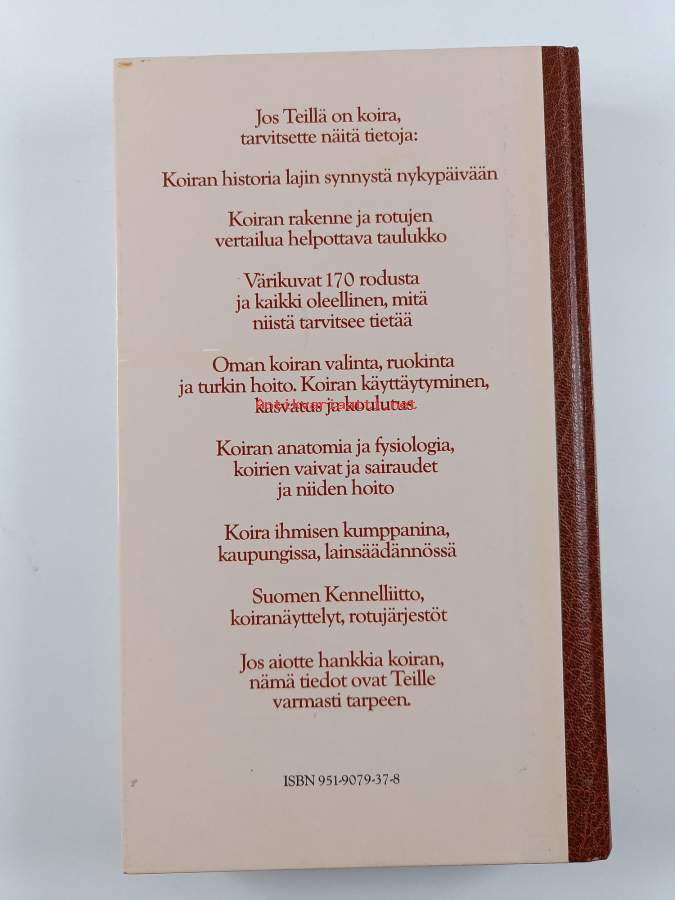 Jos Teillä on koira,
tarvitsette näitä tietoja:
Koiran historia lajin synnystä nykypäivään
Koiran rakenne ja rotujen
vertailua helpottava taulukko
Värikuvat 170 rodusta
ja kaikki oleellinen, mitä
niistä tarvitsee tietää
Oman koiran valinta, ruokinta
ja turkin hoito. Koiran käyttäytyminen,
kasvatus ja koulutus
Koiran anatomia ja fysiologia,
koirien vaivat ja sairaudet
ja niiden hoito
Koira ihmisen kumppanina,
kaupungissa, lainsäädännössä
Suomen Kennelliitto,
koiranäyttelyt, rotujärjestöt
Jos aiotte hankkia koiran,
nämä tiedot ovat Teille
varmasti tarpeen.
ISBN 951-9079-37-8